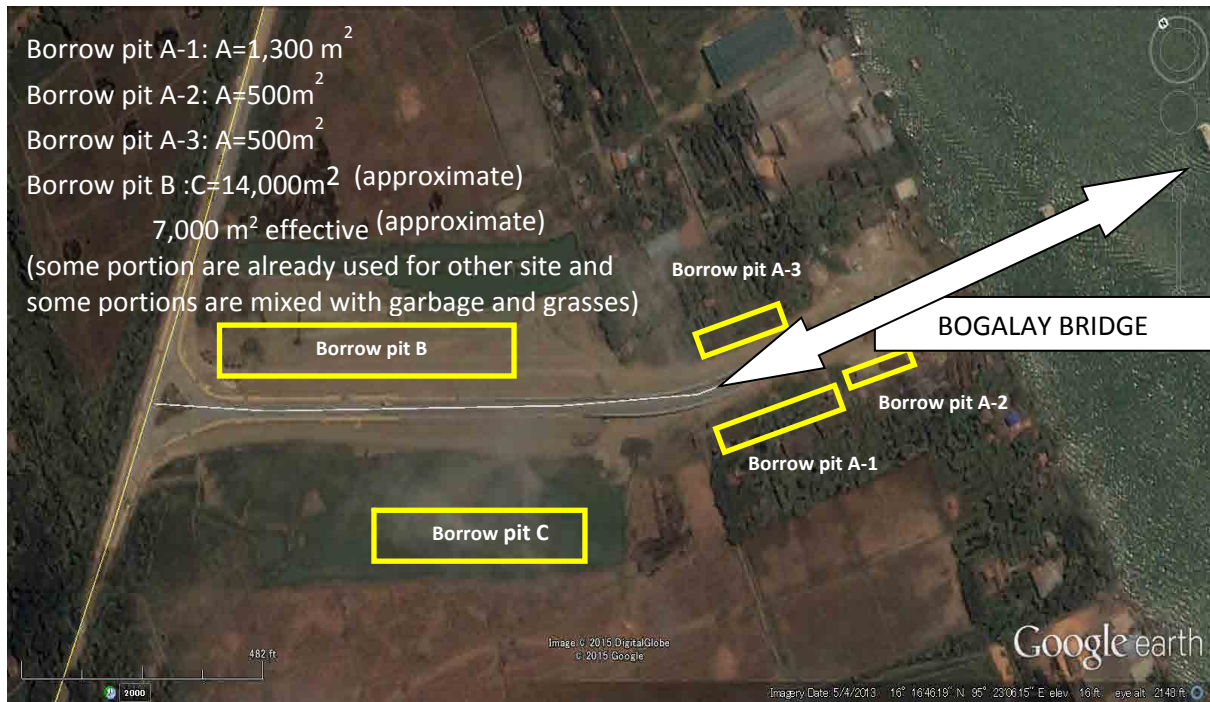 Borrow pit A-1: A=1,300 m²
Borrow pit A-2: A=500m²
Borrow pit A-3: A=500m²
Borrow pit B :C=14,000m² (approximate)
7,000 m² effective (approximate)
(some portion are already used for other site and
some portions are mixed with garbage and grasses)
Borrow pit A-3
BOGALAY BRIDGE
Borrow pit B
Borrow pit A-2
Borrow pit A-1
Borrow pit C
Image © 2015 DigitalGlobe
© 2015 Google
Google earth
482 ft
2000
Imagery Date: 5/4/2013 16° 16'46.19" N 95° 23'06.15" E elev 16 ft eye alt 2148 ft